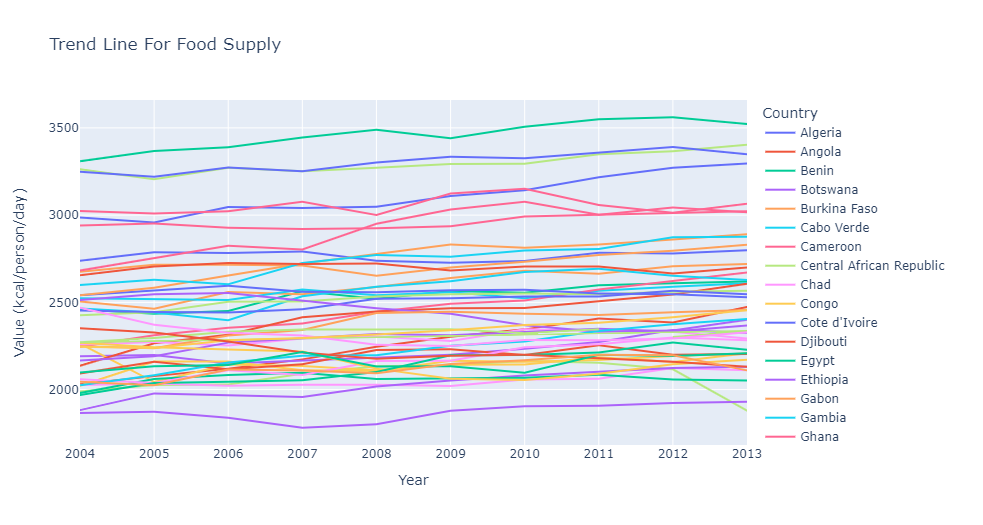 Trend Line For Food Supply
Value (kcal/person/day)
3500
3000
2500
2000
2004
2005
2006
2007
2008
2009
2010
2011
2012
2013
Year
Country
Algeria
Angola
Benin
Botswana
Burkina Faso
Cabo Verde
Cameroon
Central African Republic
Chad
Congo
Cote d'Ivoire
Djibouti
Egypt
Ethiopia
Gabon
Gambia
Ghana